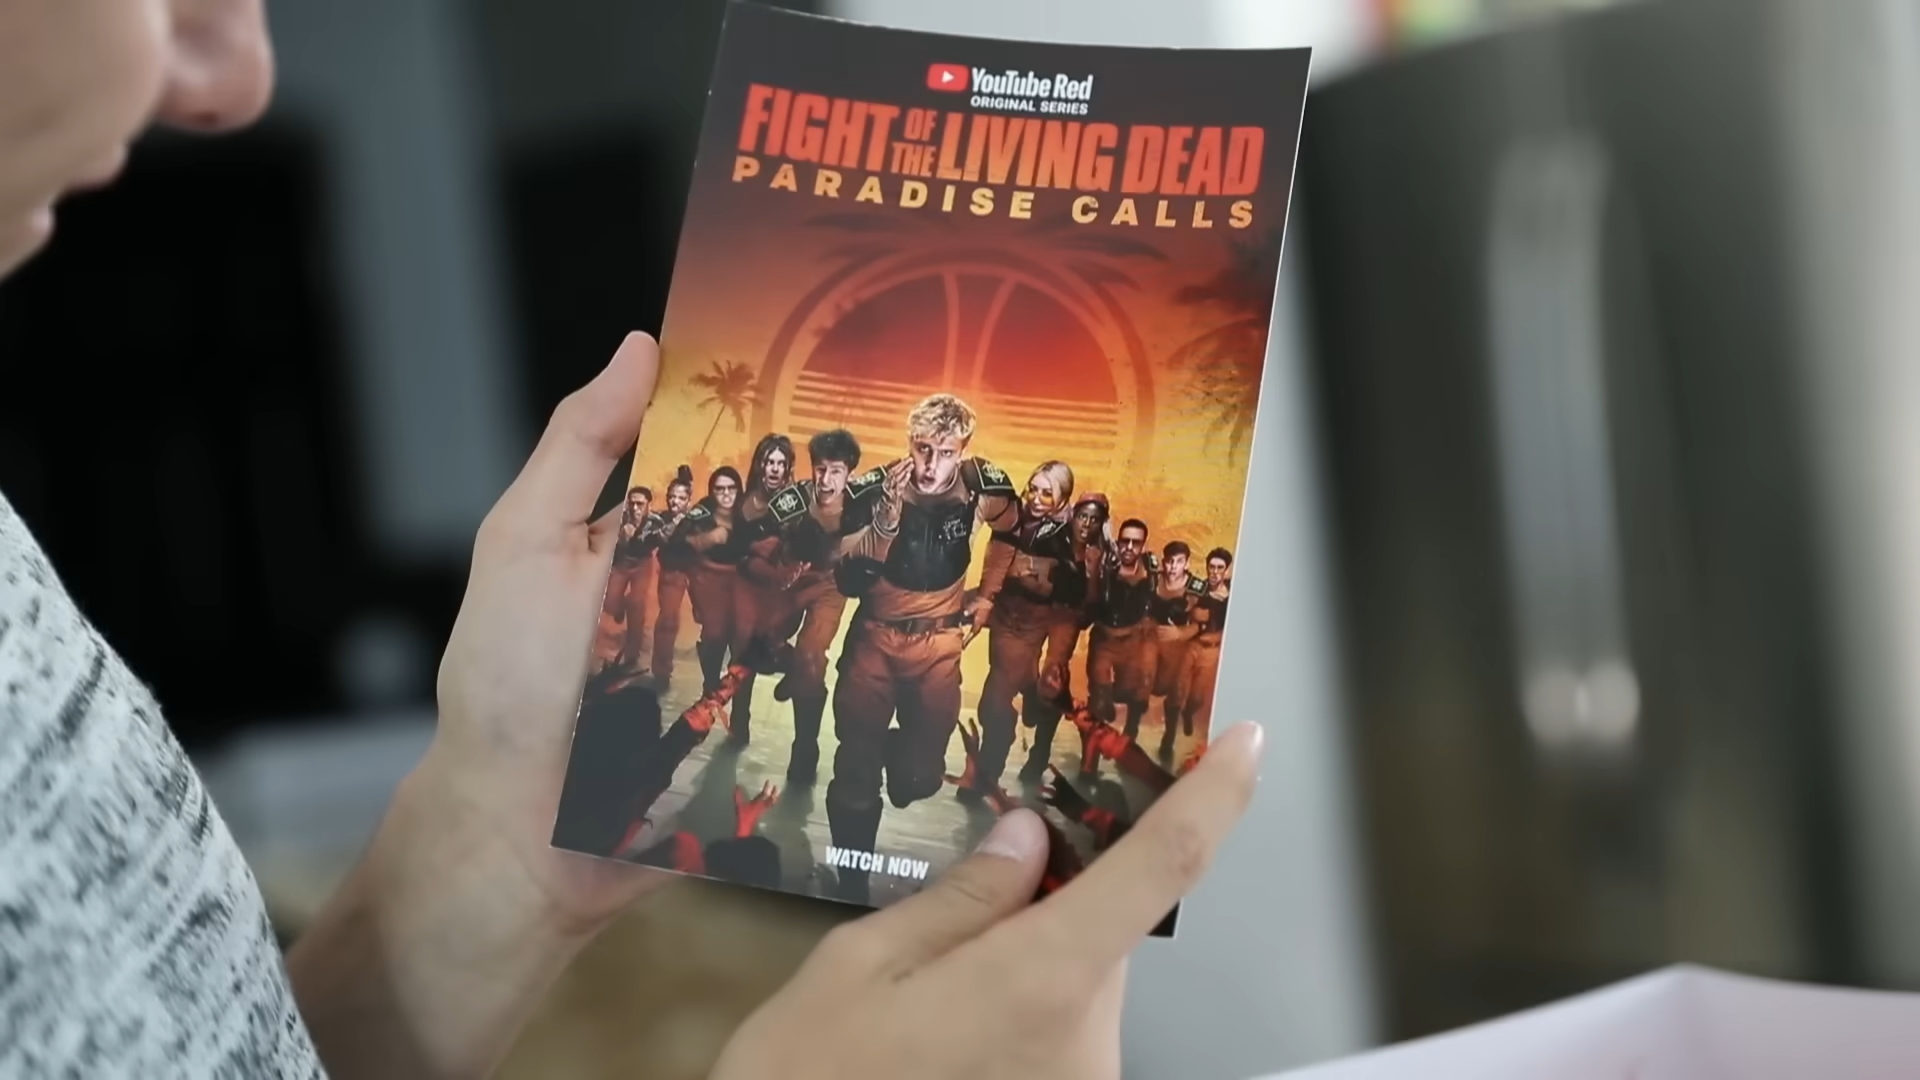 YouTube Red
ORIGINAL SERIES
FIGHT OF THE LIVING DEAD
PARADISE CALLS
WATCH NOW